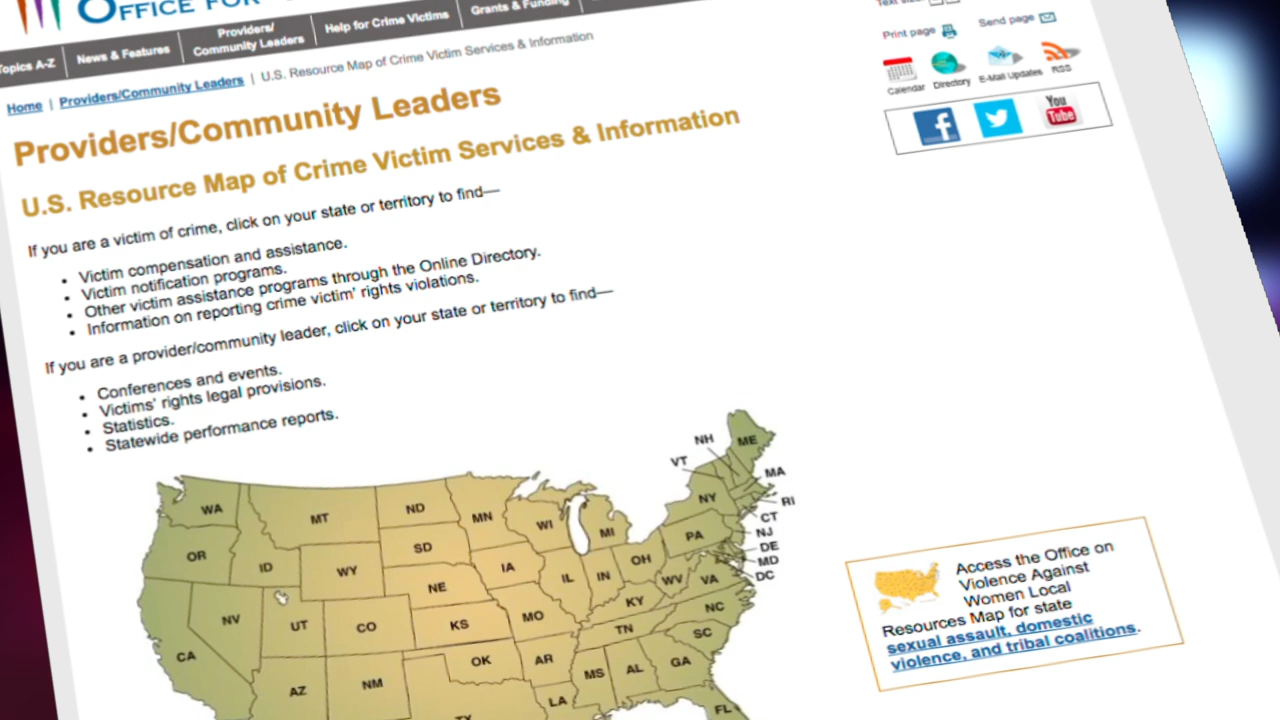 OFFICE FOR
Topics A-Z
News & Features
Providers/
Community Leaders
Help for Crime Victims
Grants & Funding
Print page
Send page
Calendar
Directory
E-Mail Updates
RSS
Home | Providers/Community Leaders | U.S. Resource Map of Crime Victim Services & Information
You
Tube
Providers/Community Leaders
U.S. Resource Map of Crime Victim Services & Information
If you are a victim of crime, click on your state or territory to find—
• Victim compensation and assistance.
• Victim notification programs.
• Other victim assistance programs through the Online Directory.
• Information on reporting crime victim' rights violations.
If you are a provider/community leader, click on your state or territory to find—
• Conferences and events.
• Victims' rights legal provisions.
• Statistics.
• Statewide performance reports.
NH
ME
VT
MA
NY
RI
CT
NJ
DE
MD
DC
WA
MT
ND
MN
WI
MI
PA
OR
ID
SD
WY
IA
OH
NE
IL
IN
WV
VA
NV
UT
CO
KS
MO
KY
NC
CA
TN
SC
OK
AR
AZ
NM
MS
AL
GA
LA
FL
TX
Access the Office on
Violence Against
Women Local
Resources Map for state
sexual assault, domestic
violence, and tribal coalitions.